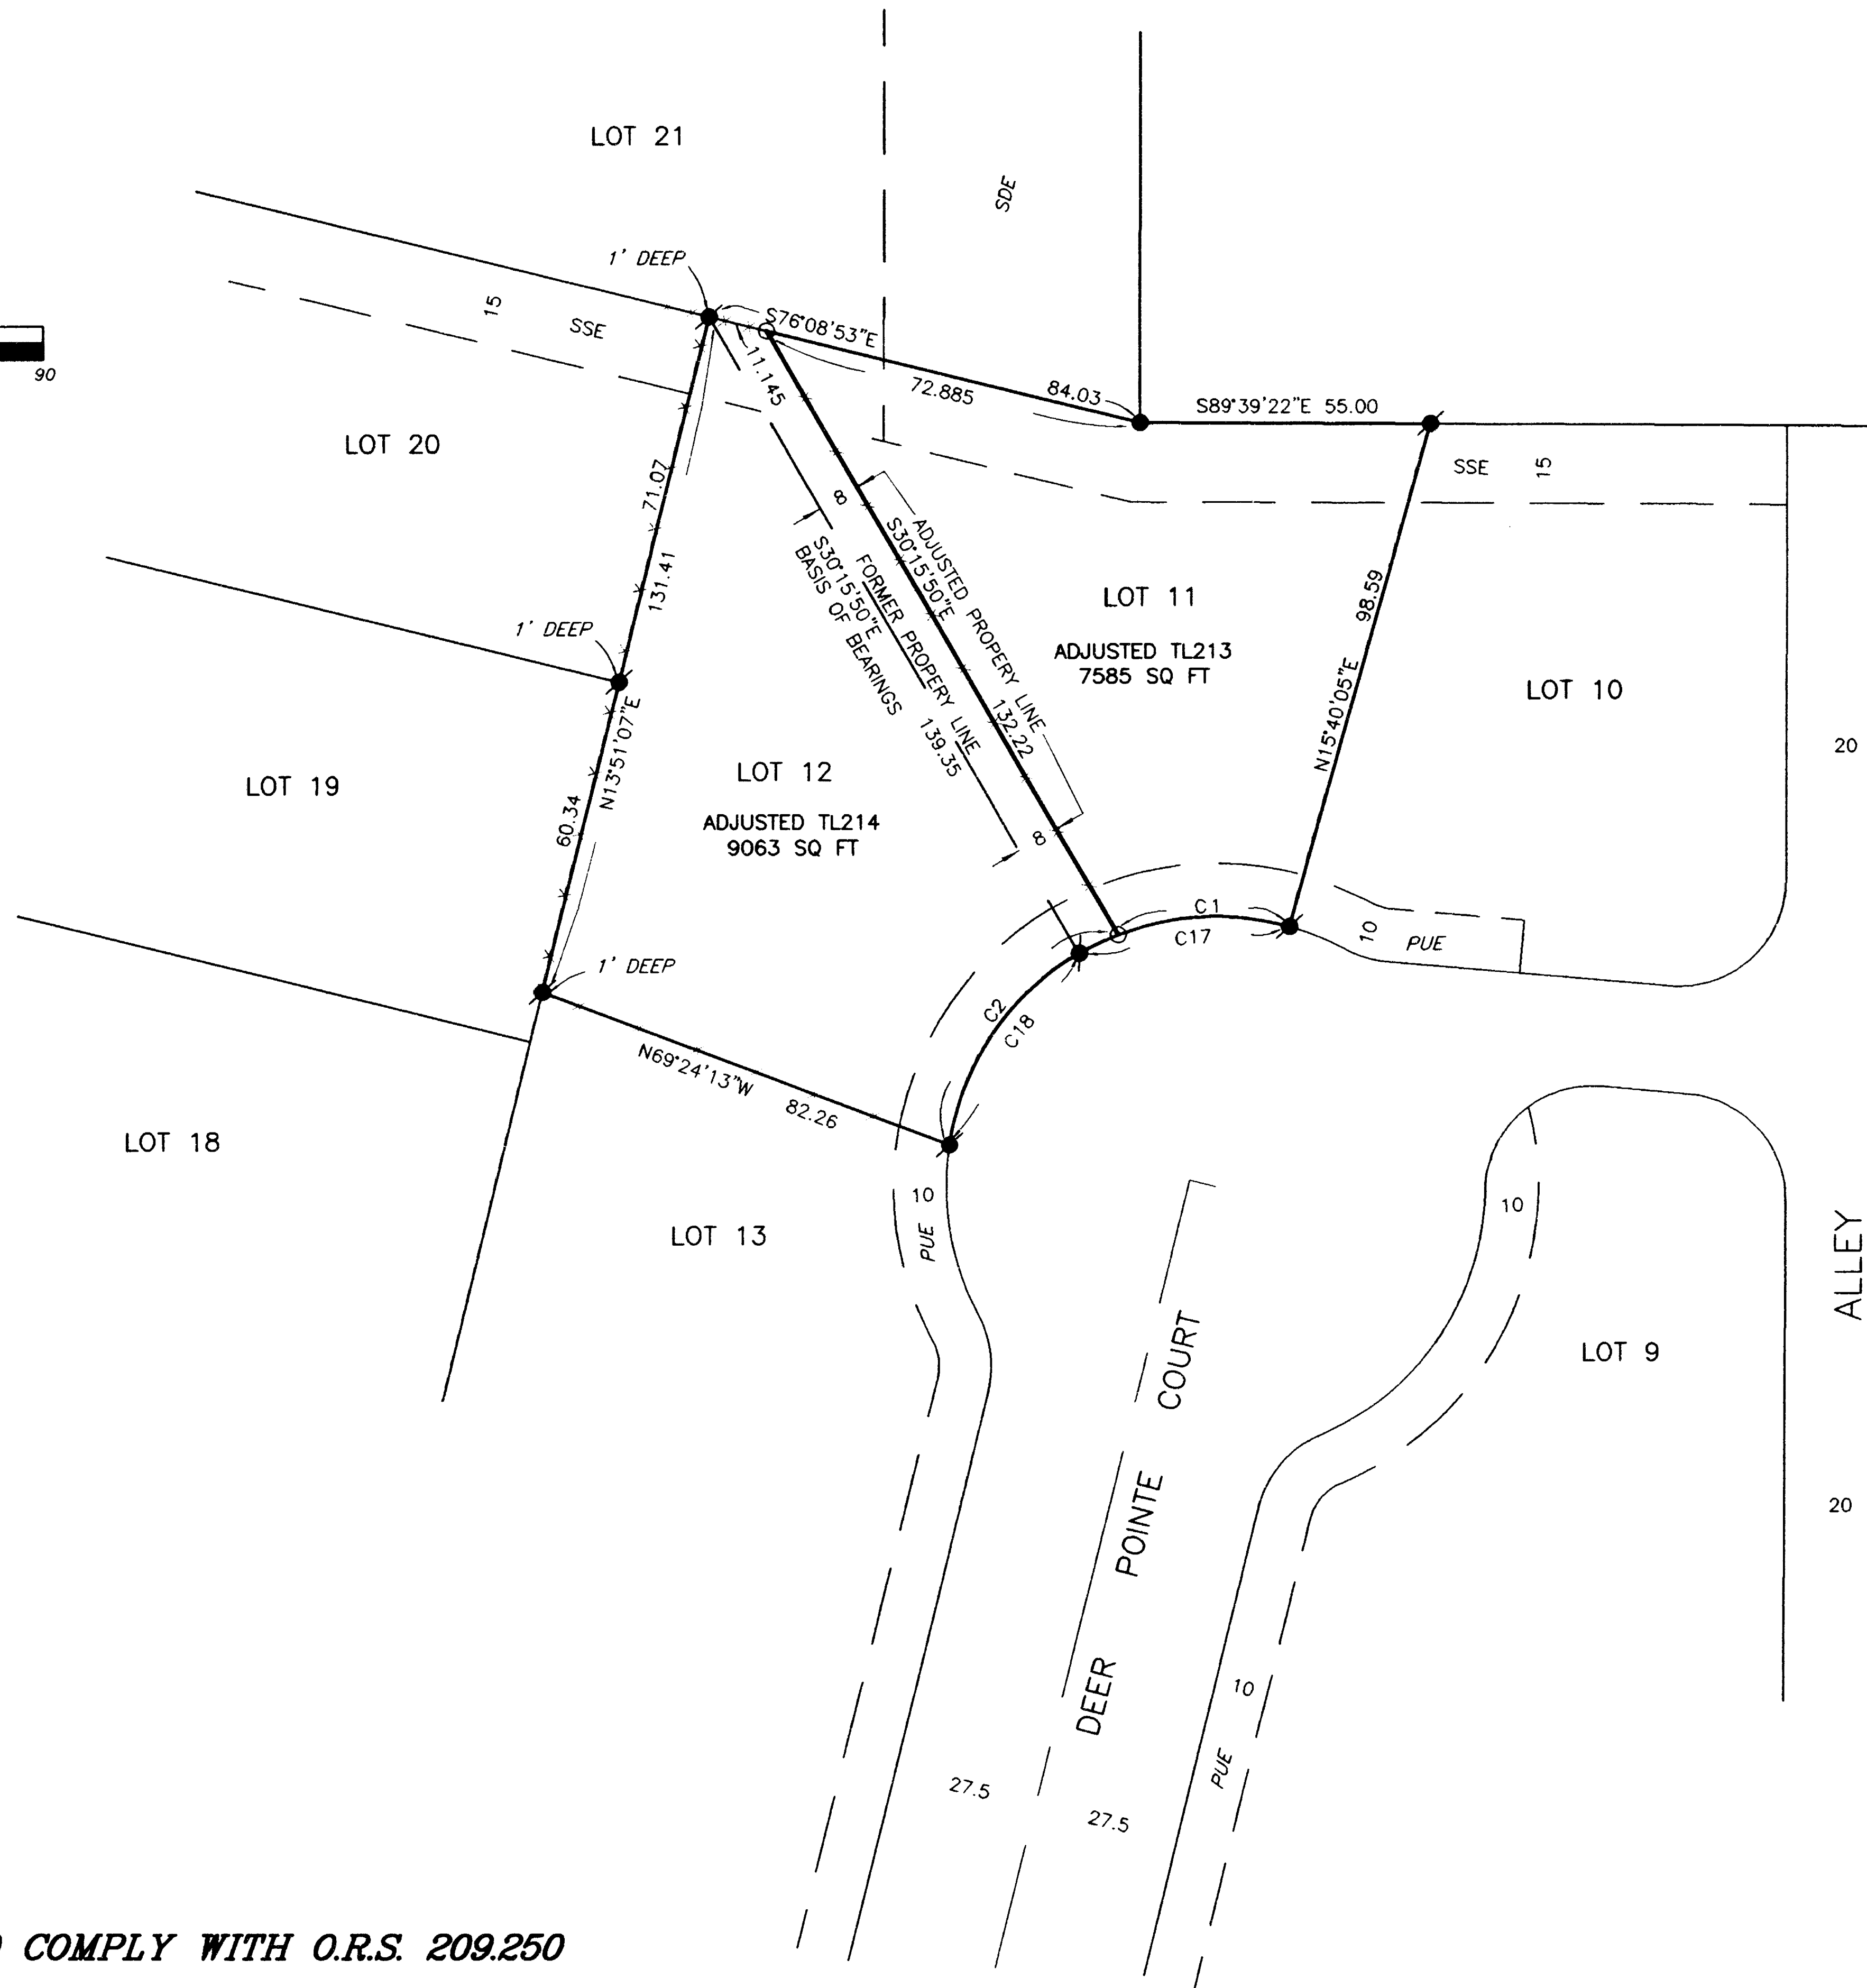 LOT 21
SDE
1' DEEP
15
SSE
S76°08'53"E
11.145
72.885
84.03
S89°39'22"E 55.00
90
LOT 20
SSE
15
71.07
131.41
8
ADJUSTED PROPERTY LINE
S30°15'50"E
132.22
FORMER PROPERTY LINE
S30°15'50"E
139.35
BASIS OF BEARINGS
8
LOT 11
ADJUSTED TL213
7585 SQ FT
98.59
N15°40'05"E
LOT 10
20
1' DEEP
N13°51'07"E
LOT 19
60.34
LOT 12
ADJUSTED TL214
9063 SQ FT
C1
C17
10
PUE
1' DEEP
C2
C18
N69°24'13"W
82.26
LOT 18
LOT 13
10
PUE
10
ALLEY
LOT 9
20
DEER POINTE COURT
10
PUE
27.5
27.5
COMPLY WITH O.R.S. 209.250